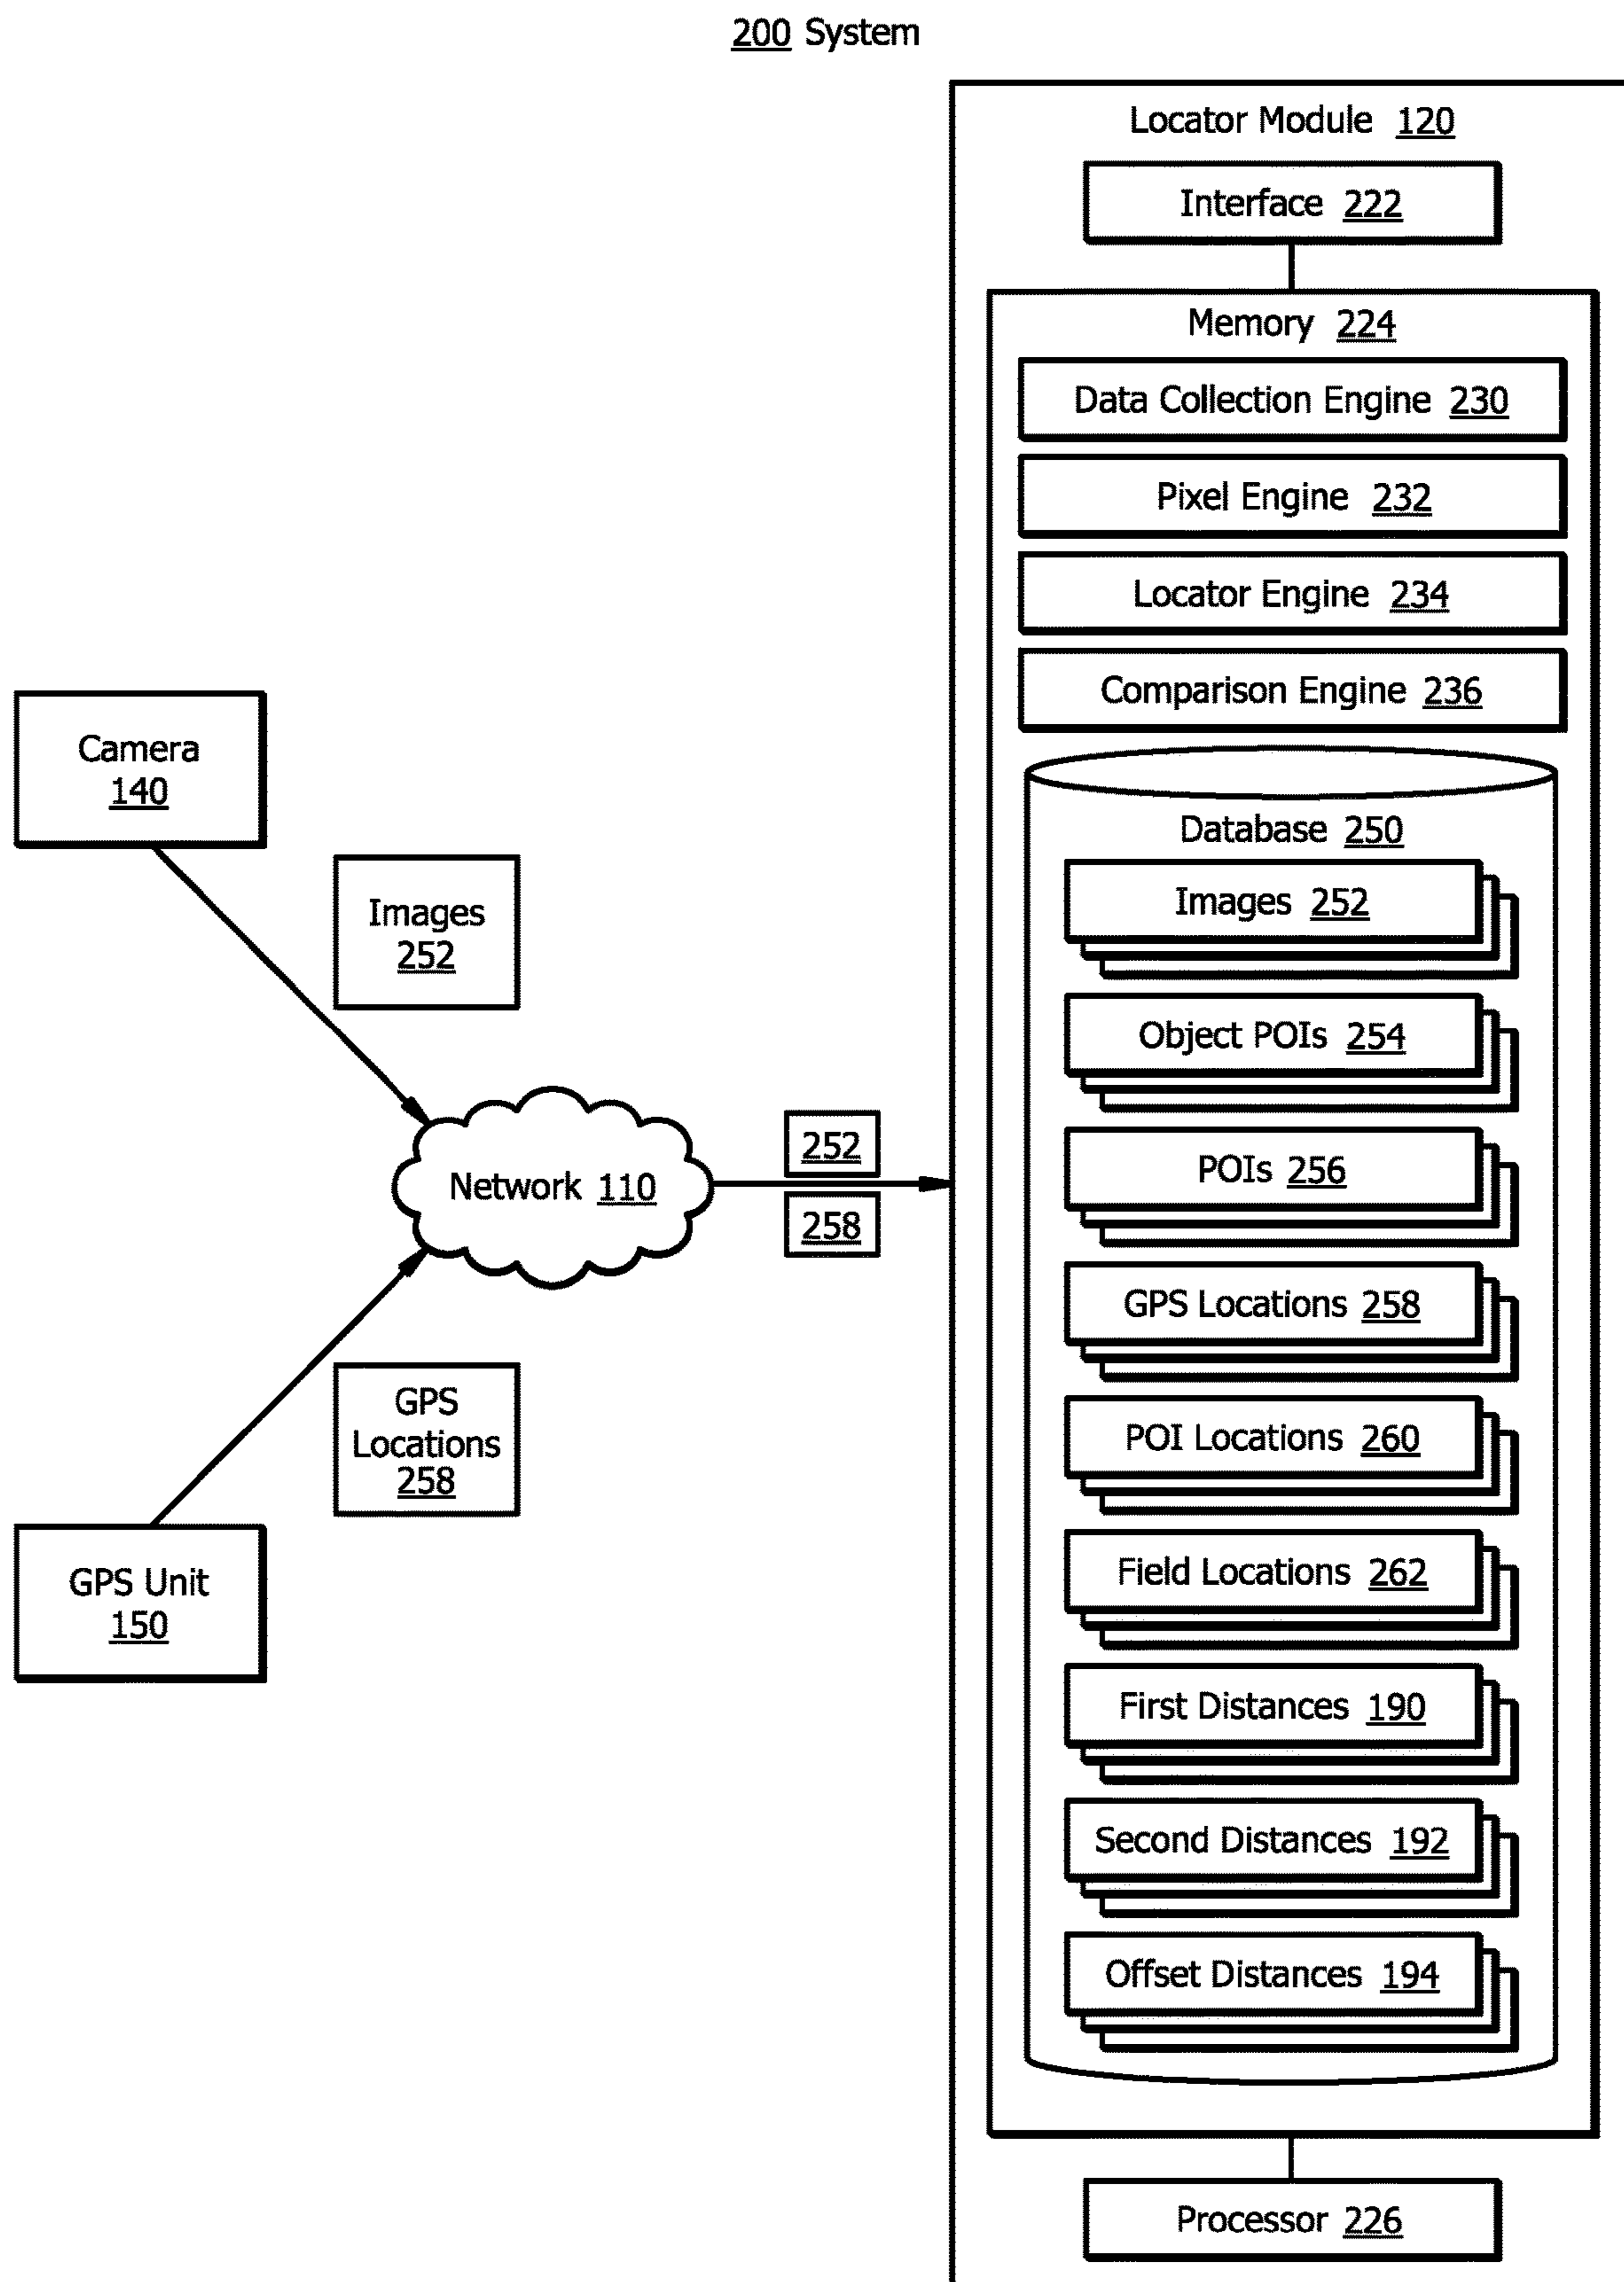 200 System
Locator Module 120
Interface 222
Memory 224
Data Collection Engine 230
Pixel Engine 232
Locator Engine 234
Comparison Engine 236
Database 250
Images 252
Object POIs 254
POIs 256
GPS Locations 258
POI Locations 260
Field Locations 262
First Distances 190
Second Distances 192
Offset Distances 194
Processor 226
Camera
140
Images
252
Network 110
252
258
GPS
Locations
258
GPS Unit
150